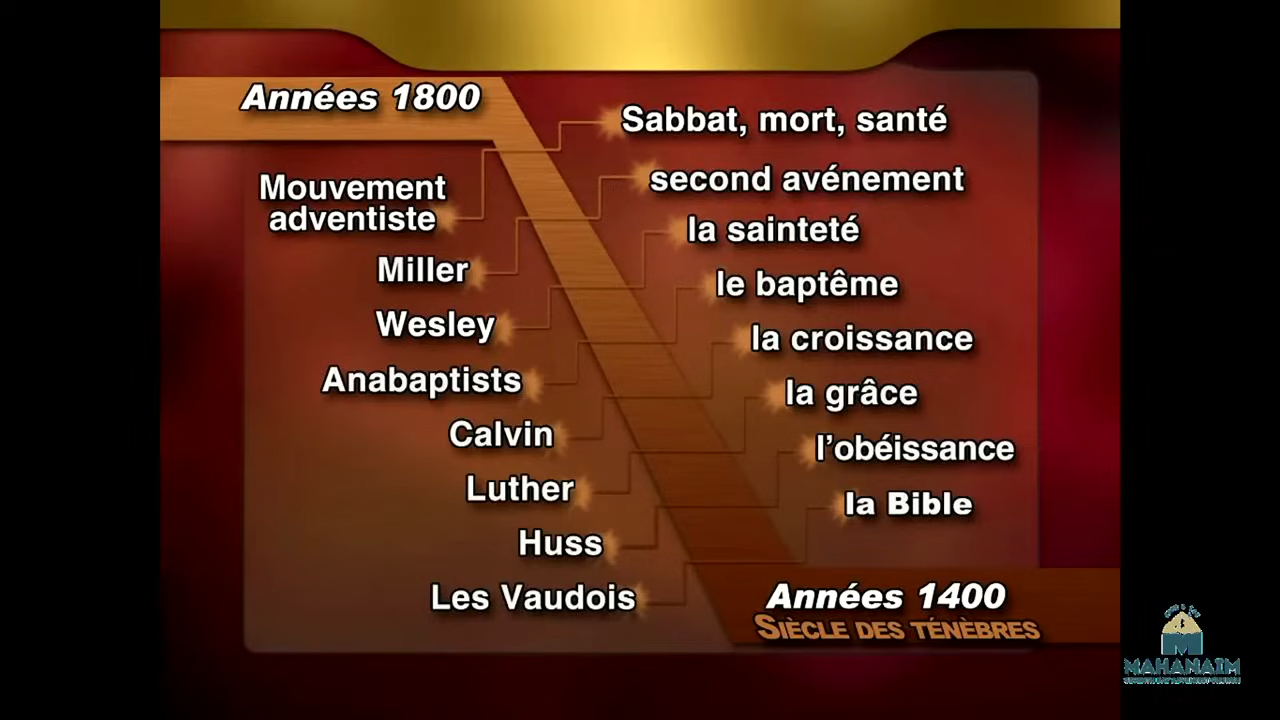 Années 1800
Sabbat, mort, santé
Mouvement
adventiste
second avénement
Miller
la sainteté
Wesley
le baptême
Anabaptists
la croissance
Calvin
la grâce
Luther
l'obéissance
Huss
la Bible
Les Vaudois
Années 1400
SIÈCLE DES TÉNÈBRES
MAHANAIM